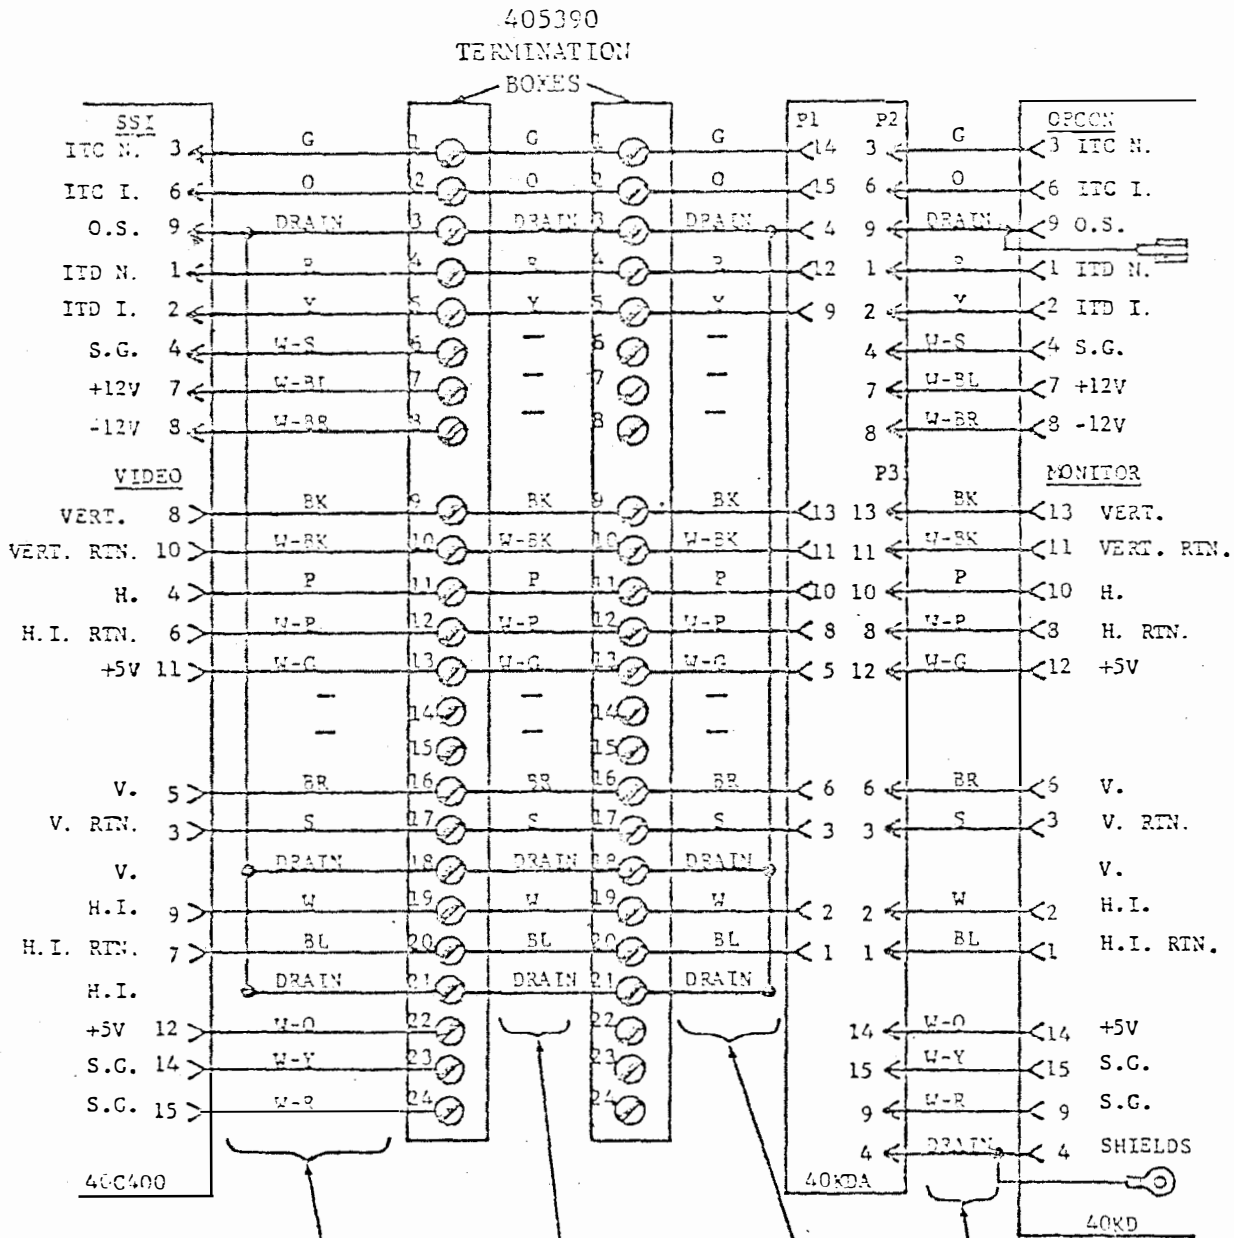 405390
TERMINATION
BOXES
SSI P1 P2 OPCON
ITC N. 3 G 1 G 1 G 14 3 G 3 ITC N.
ITC I. 6 O 2 O 2 O 15 6 O 6 ITC I.
O.S. 9 DRAIN 3 DRAIN 3 DRAIN 4 9 DRAIN 9 O.S.
ITD N. 1 R 4 R 4 R 12 1 R 1 ITD N.
ITD I. 2 Y 5 Y 5 Y 9 2 Y 2 ITD I.
S.G. 4 W-S 6 — 6 — 4 W-S 4 S.G.
+12V 7 W-BL 7 — 7 — 7 W-BL 7 +12V
-12V 8 W-BR 8 — 8 — 8 W-BR 8 -12V
VIDEO P3 MONITOR
VERT. 8 BK 9 BK 9 BK 13 13 BK 13 VERT.
VERT. RTN. 10 W-BK 10 W-BK 10 W-BK 11 11 W-BK 11 VERT. RTN.
H. 4 P 11 P 11 P 10 10 P 10 H.
H.I. RTN. 6 W-P 12 W-P 12 W-P 8 8 W-P 8 H. RTN.
+5V 11 W-G 13 W-G 13 W-G 5 12 W-G 12 +5V
— 14 — 14 —
— 15 — 15 —
V. 5 BR 16 BR 16 BR 6 6 BR 6 V.
V. RTN. 3 S 17 S 17 S 3 3 S 3 V. RTN.
V. DRAIN 18 DRAIN 18 DRAIN V.
H.I. 9 W 19 W 19 W 2 2 W 2 H.I.
H.I. RTN. 7 BL 20 BL 20 BL 1 1 BL 1 H.I. RTN.
H.I. DRAIN 21 DRAIN 21 DRAIN
+5V 12 W-O 22 22 14 W-O 14 +5V
S.G. 14 W-Y 23 23 15 W-Y 15 S.G.
S.G. 15 W-R 24 24 9 W-R 9 S.G.
4 DRAIN 4 SHIELDS
40C400 40KDA
40KD